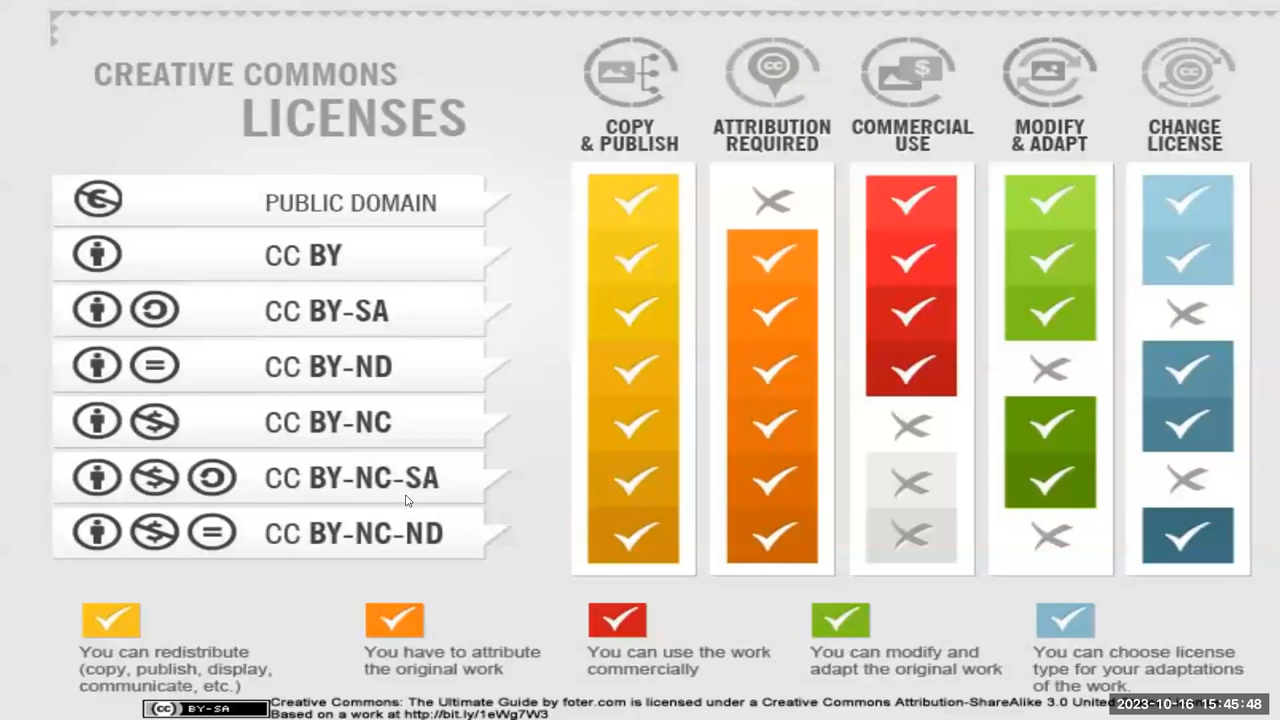 CREATIVE COMMONS
LICENSES
COPY
& PUBLISH
ATTRIBUTION
REQUIRED
COMMERCIAL
USE
MODIFY
& ADAPT
CHANGE
LICENSE
PUBLIC DOMAIN
CC BY
CC BY-SA
CC BY-ND
CC BY-NC
CC BY-NC-SA
CC BY-NC-ND
You can redistribute
(copy, publish, display,
communicate, etc.)
You have to attribute
the original work
You can use the work
commercially
You can modify and
adapt the original work
You can choose license
type for your adaptations
of the work.
cc BY-SA
Creative Commons: The Ultimate Guide by foter.com is licensed under a Creative Commons Attribution-ShareAlike 3.0
Based on a work at http://bit.ly/1eWg7W3
2023-10-16 15:45:48